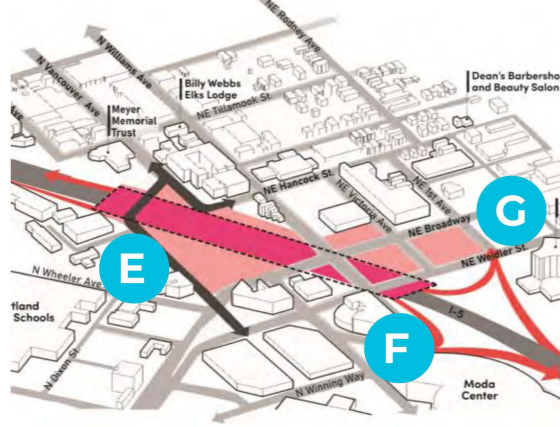 NE Rodney Ave
N Williams Ave
N Vancouver Ave
Ave
Billy Webbs
Elks Lodge
Dean's Barbersho
and Beauty Salon
NE Tillamook St.
Meyer
Memorial
Trust
NE Hancock St.
NE Victoria Ave
NE 1st Ave
G
NE Broadway
NE Weidler St.
E
N Wheeler Ave
I-5
tland
Schools
F
N Dixon St.
N Winning Way
Moda
Center